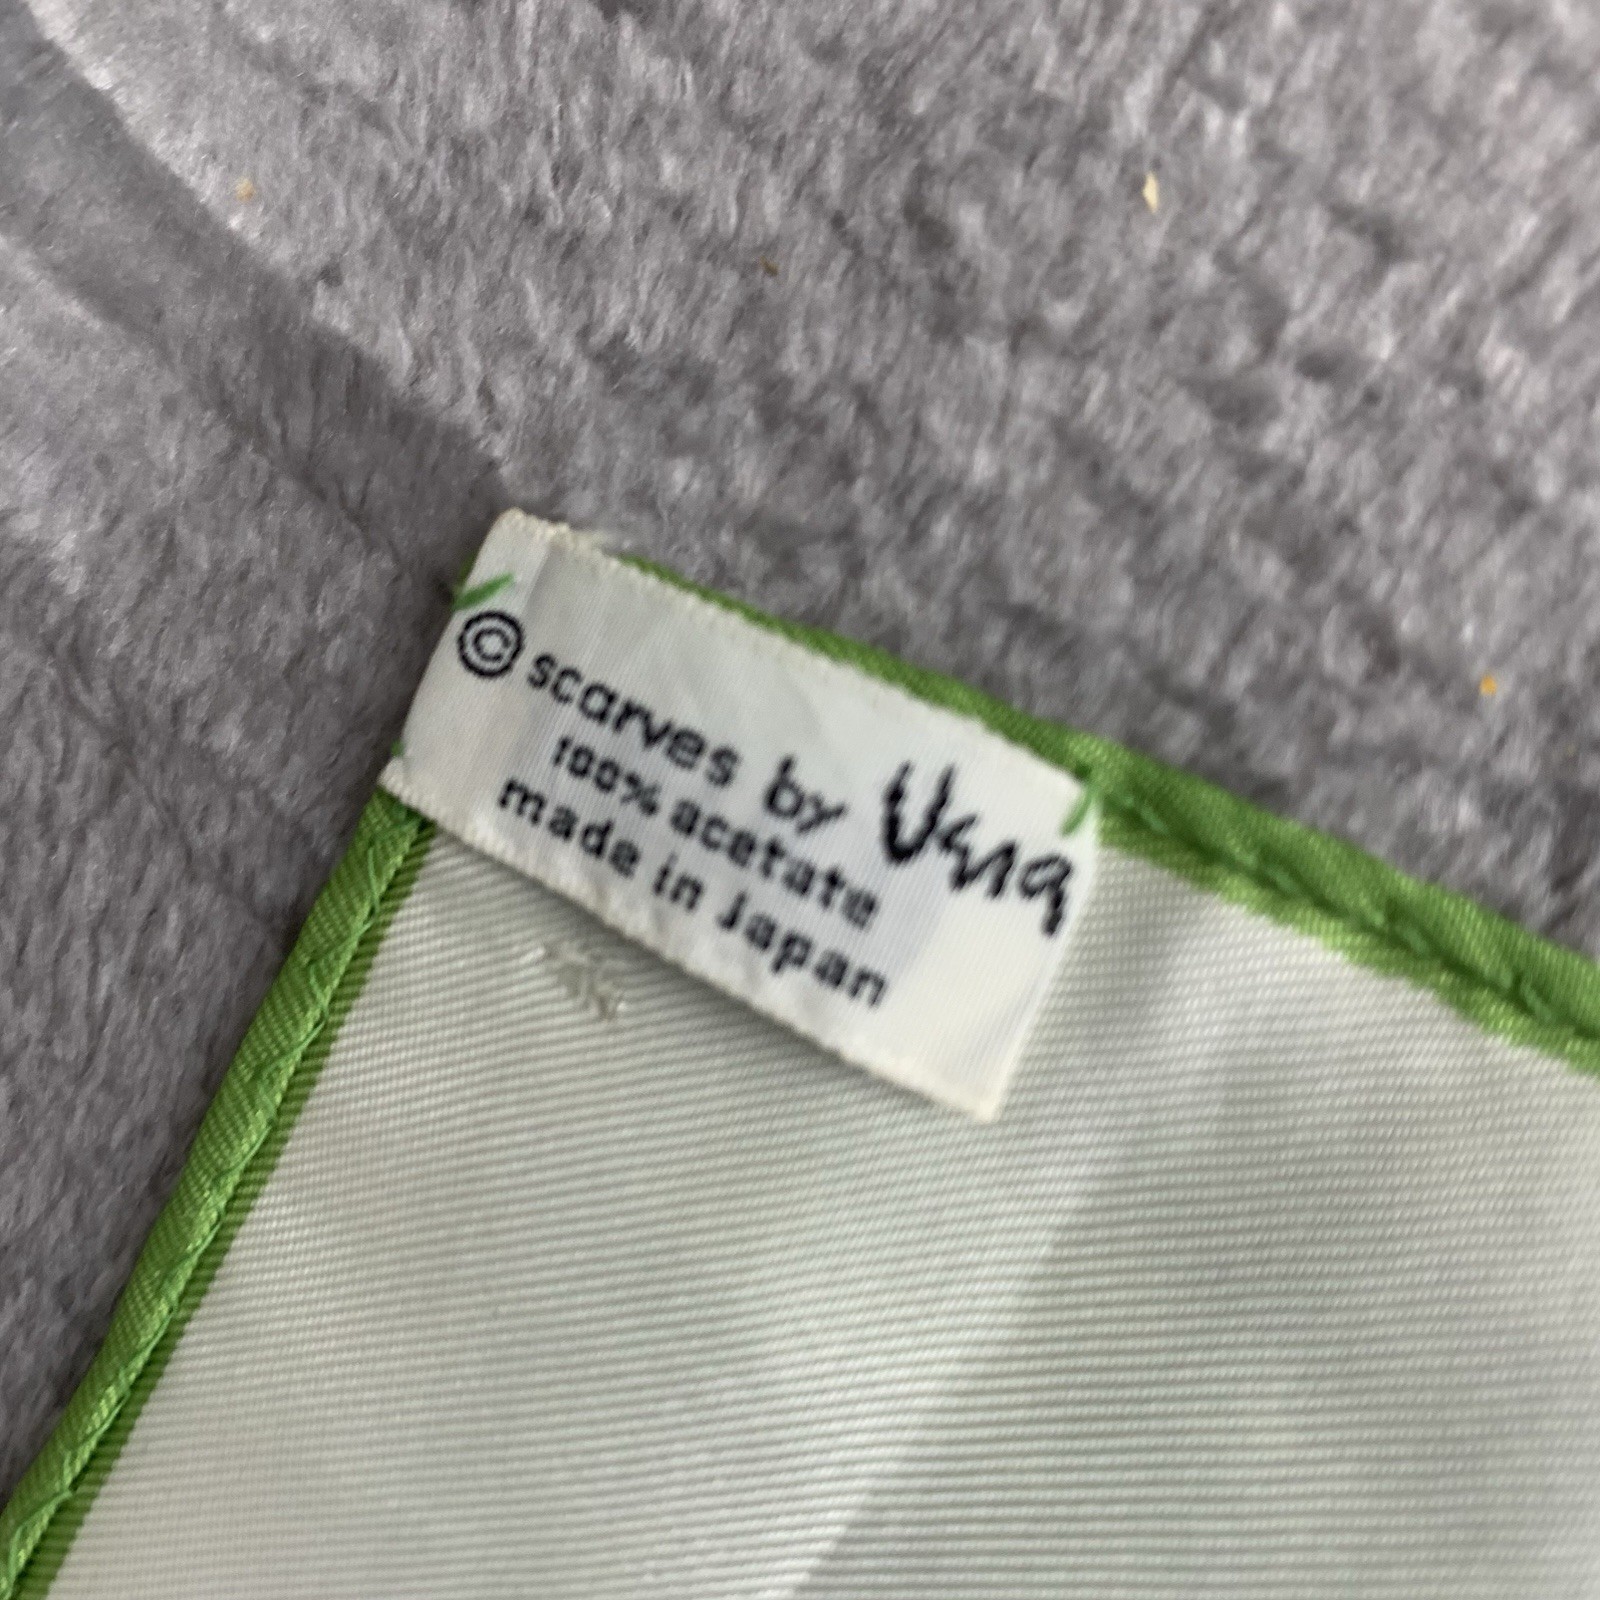 © scarves by Vera
100% acetate
made in Japan